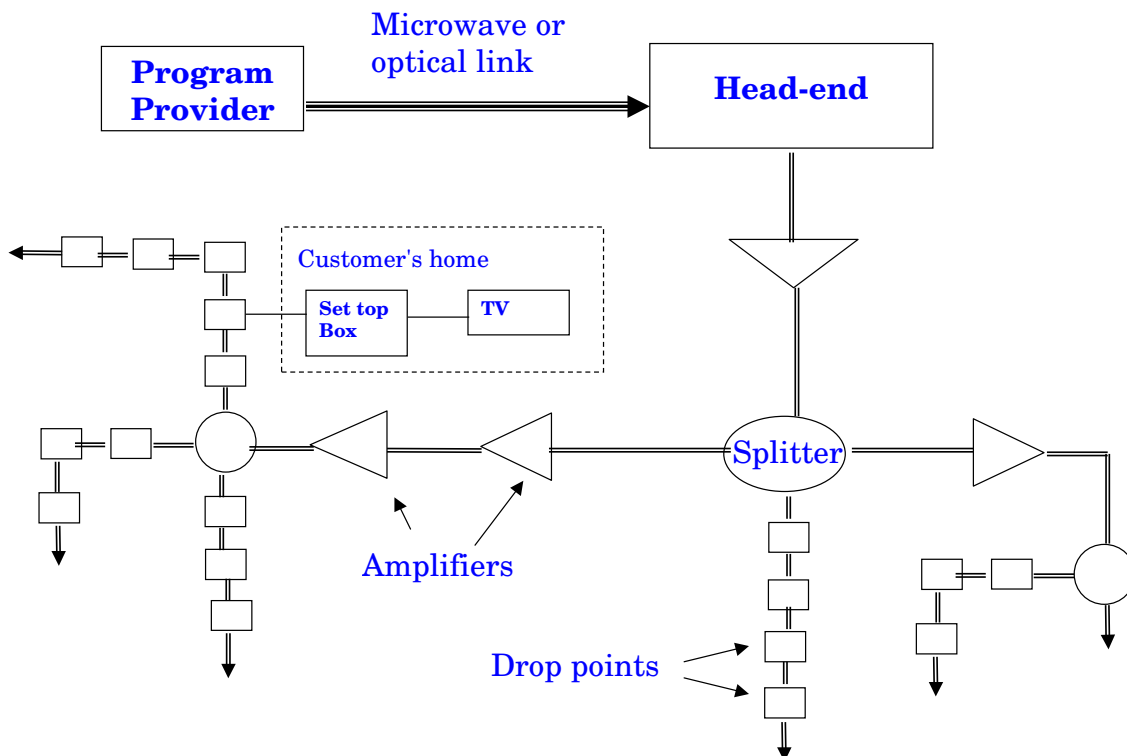 Microwave or
optical link
Program
Provider
Head-end
Customer's home
Set top
Box
TV
Splitter
Amplifiers
Drop points